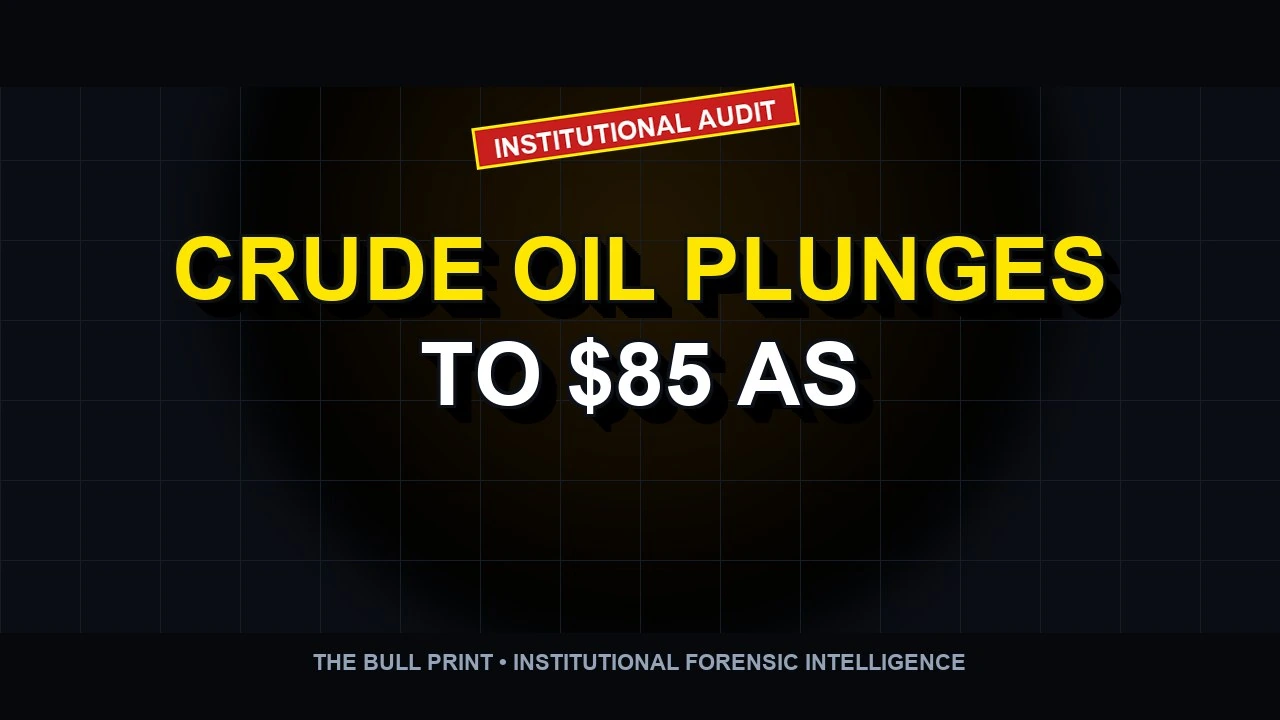 INSTITUTIONAL AUDIT
CRUDE OIL PLUNGES
TO $85 AS
THE BULL PRINT • INSTITUTIONAL FORENSIC INTELLIGENCE